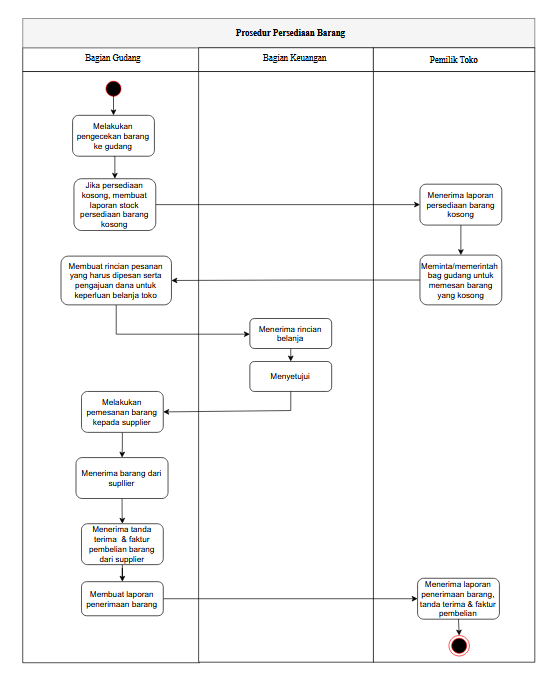 Prosedur Persediaan Barang
Bagian Gudang
Bagian Keuangan
Pemilik Toko
Melakukan
pengecekan barang
ke gudang
Jika persediaan
kosong, membuat
laporan stock
persediaan barang
kosong
Menerima laporan
persediaan barang
kosong
Meminta/memerintah
bag gudang untuk
memesan barang
yang kosong
Membuat rincian pesanan
yang harus dipesan serta
pengajuan dana untuk
keperluan belanja toko
Menerima rincian
belanja
Menyetujui
Melakukan
pemesanan barang
kepada supplier
Menerima barang dari
supllier
Menerima tanda
terima & faktur
pembelian barang
dari supplier
Membuat laporan
penerimaan barang
Menerima laporan
penerimaan barang,
tanda terima & faktur
pembelian